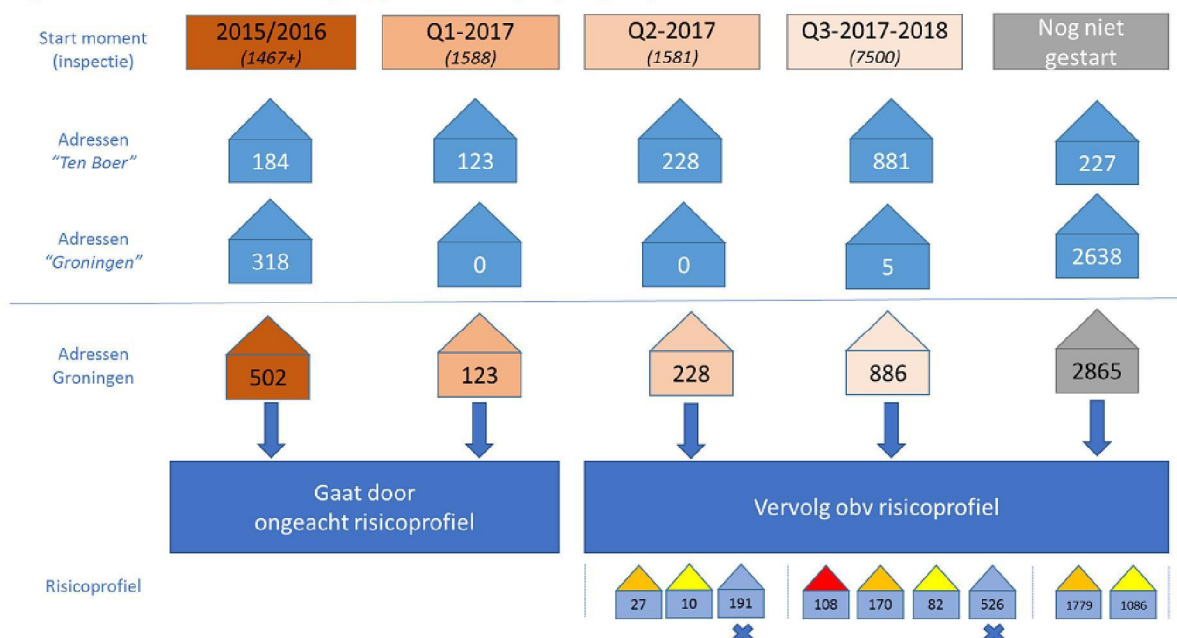 Start moment
(inspectie)
2015/2016
(1467+)
Q1-2017
(1588)
Q2-2017
(1581)
Q3-2017-2018
(7500)
Nog niet
gestart
Adressen
"Ten Boer"
184
123
228
881
227
Adressen
"Groningen"
318
0
0
5
2638
Adressen
Groningen
502
123
228
886
2865
Gaat door
ongeacht risicoprofiel
Vervolg obv risicoprofiel
Risicoprofiel
27
10
191
108
170
82
526
1779
1086